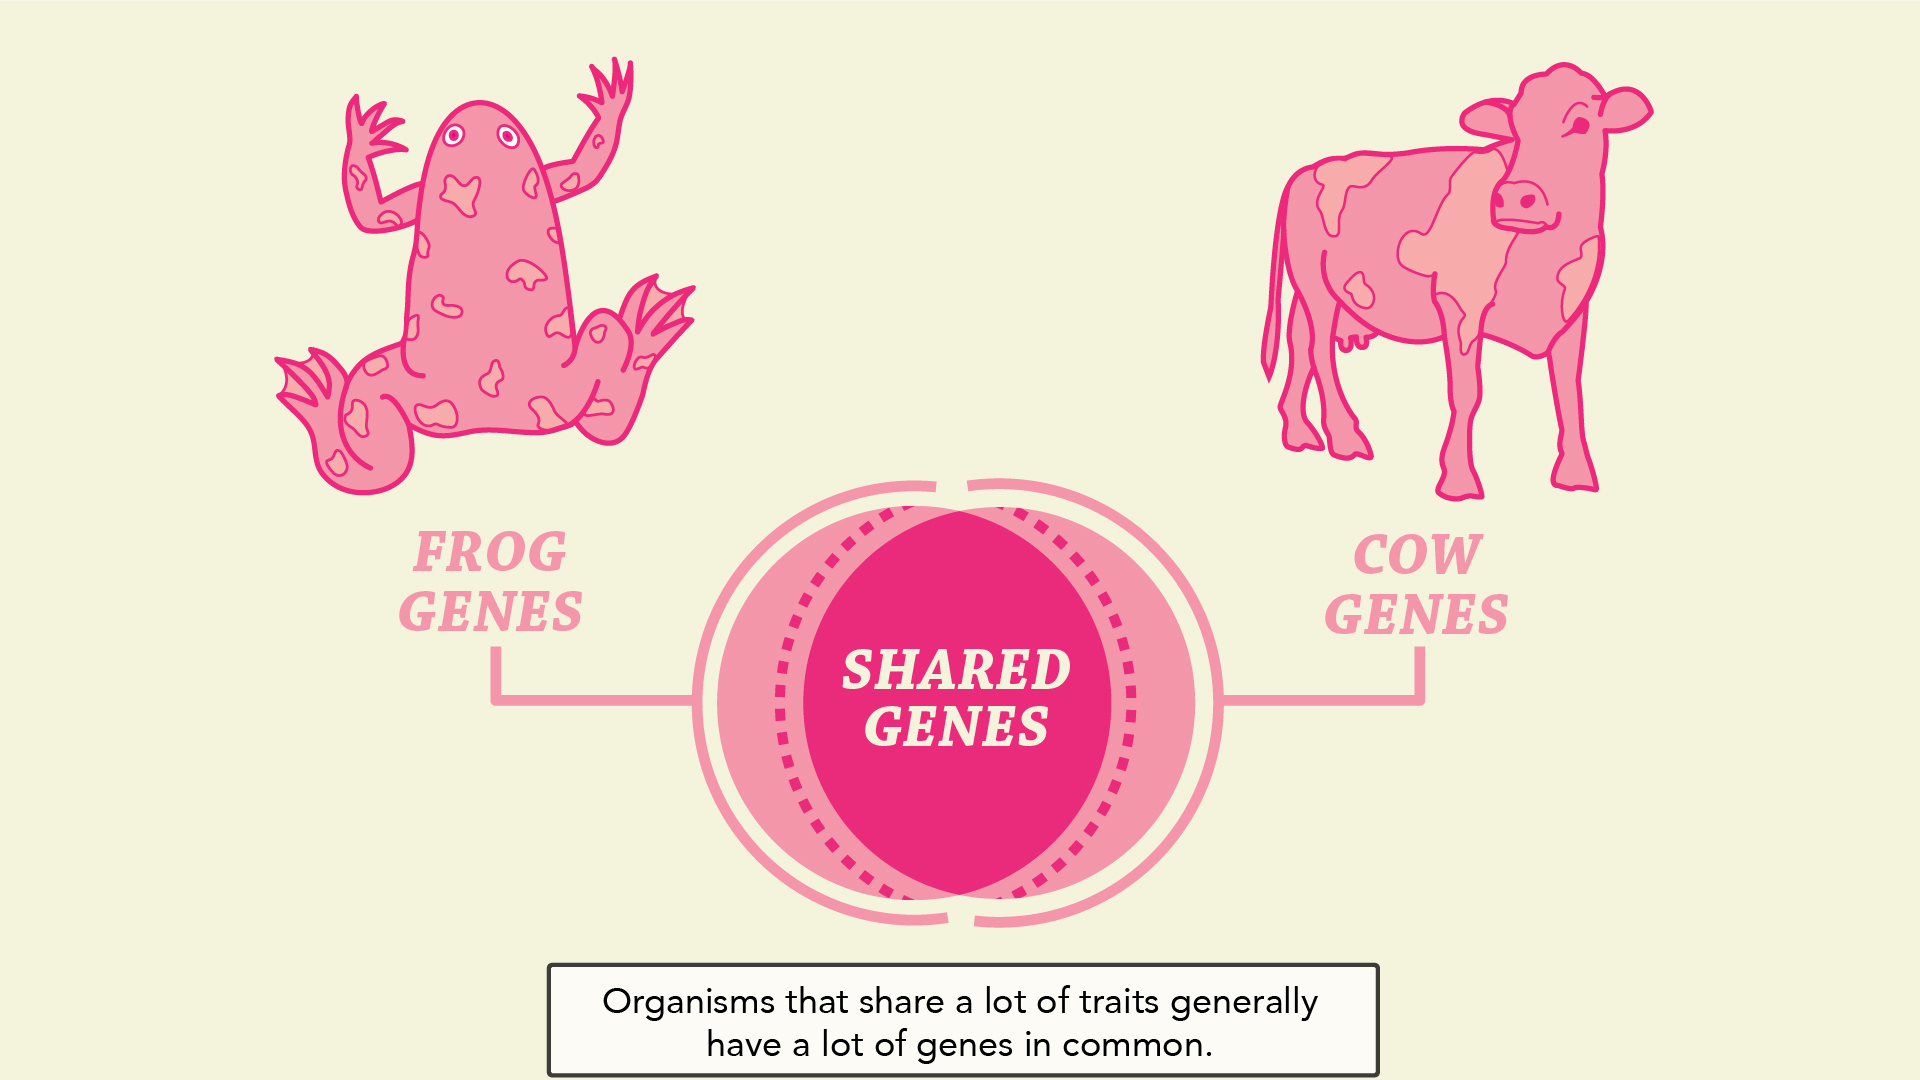 FROG
GENES
COW
GENES
SHARED
GENES
Organisms that share a lot of traits generally
have a lot of genes in common.